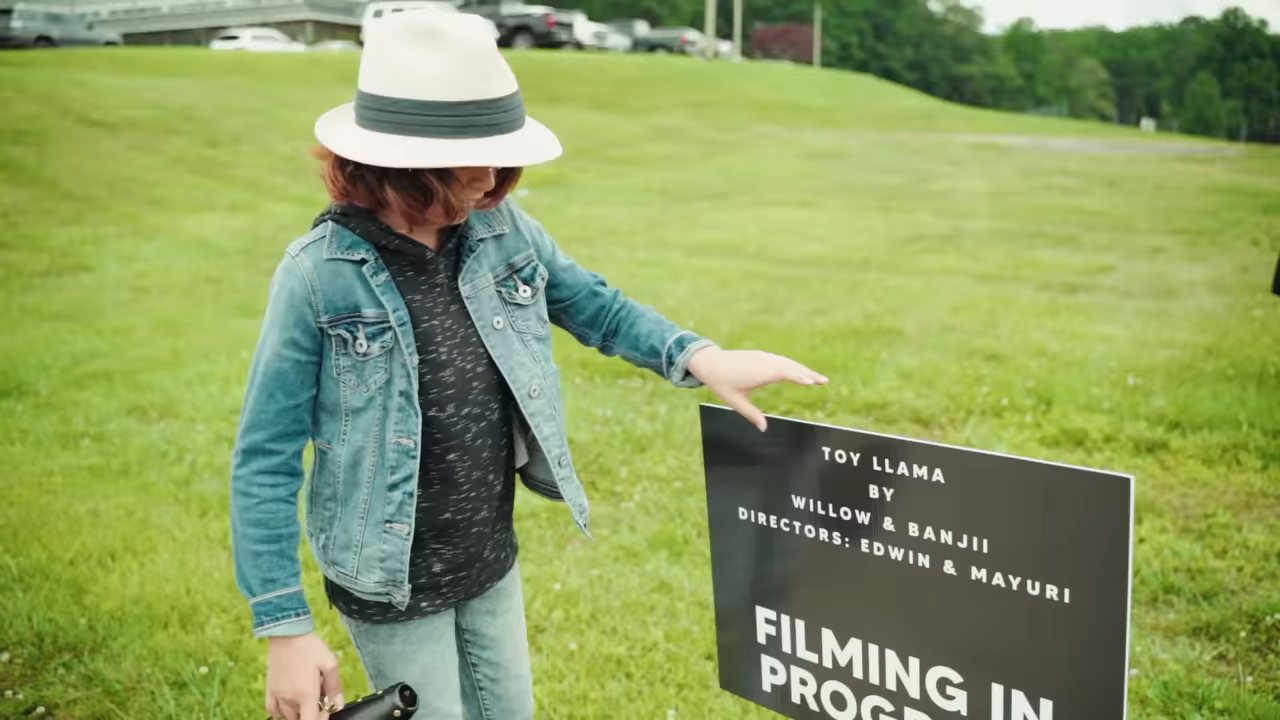 TOY LLAMA
BY
WILLOW & BANJII
DIRECTORS: EDWIN & MAYURI
FILMING IN